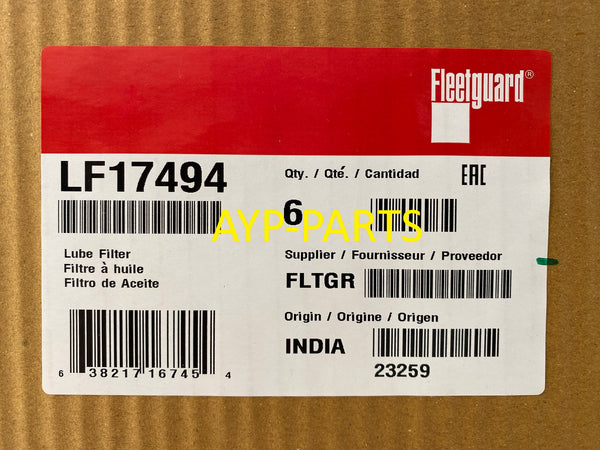 Fleetguard®
LF17494
Qty. / Qté. / Cantidad
EAC
6
AYP-PARTS
Lube Filter
Filtre à huile
Filtro de Aceite
Supplier / Fournisseur / Proveedor
FLTGR
Origin / Origine / Origen
INDIA
23259
6 38217 16745 4